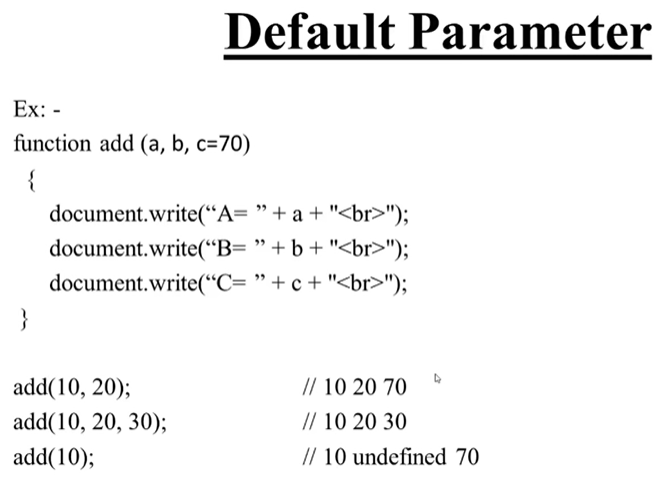 Default Parameter
Ex: -
function add (a, b, c=70)
{
document.write(“A= ” + a + "<br>");
document.write(“B= ” + b + "<br>");
document.write(“C= ” + c + "<br>");
}
add(10, 20); // 10 20 70
add(10, 20, 30); // 10 20 30
add(10); // 10 undefined 70